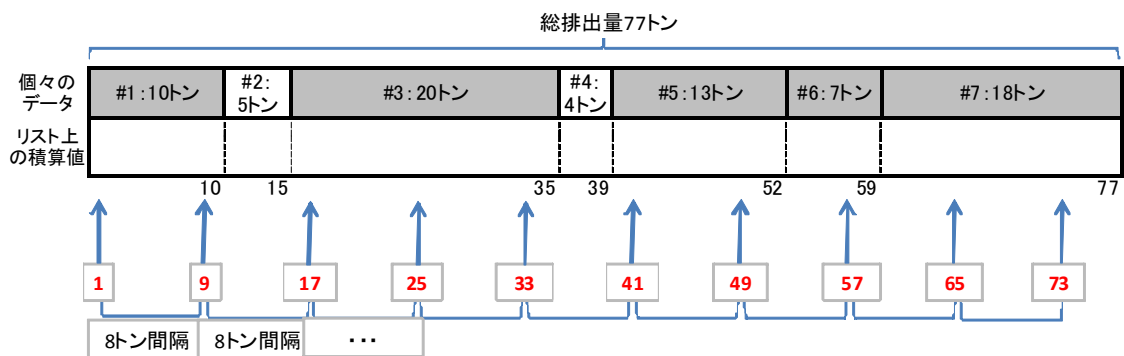 総排出量77トン
個々の
データ
#1:10トン
#2:
5トン
#3:20トン
#4:
4トン
#5:13トン
#6:7トン
#7:18トン
リスト上
の積算値
10
15
35
39
52
59
77
1
9
17
25
33
41
49
57
65
73
8トン間隔
8トン間隔
・・・